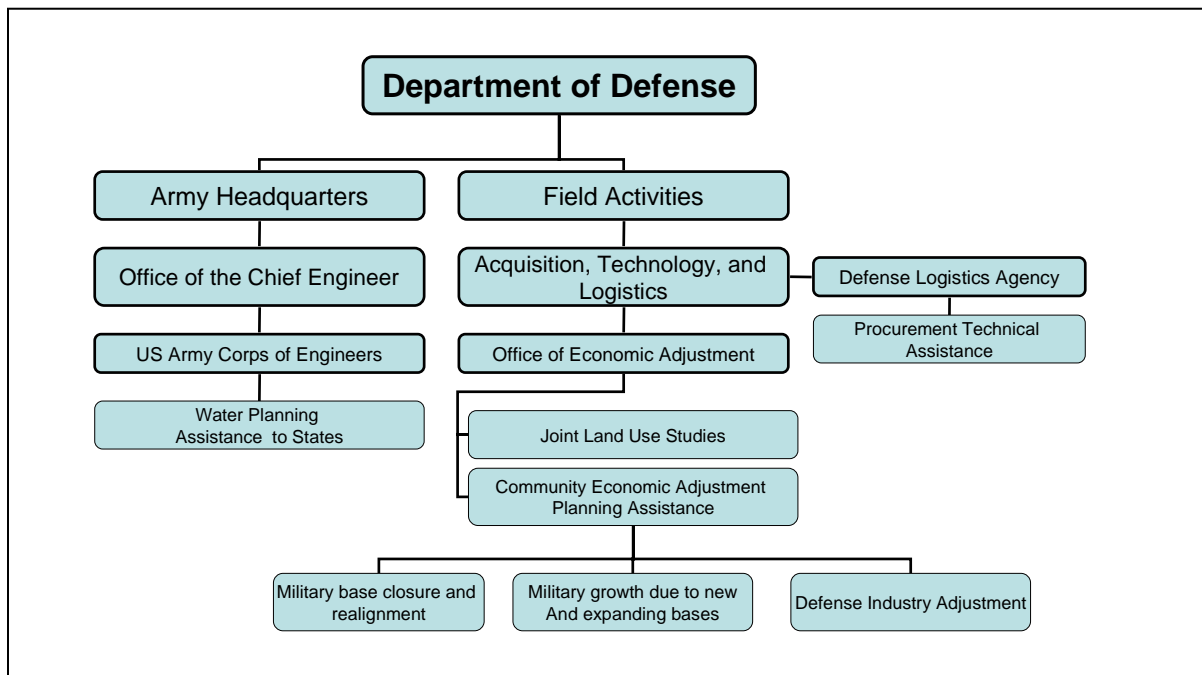 Department of Defense
Army Headquarters
Field Activities
Office of the Chief Engineer
Acquisition, Technology, and
Logistics
Defense Logistics Agency
US Army Corps of Engineers
Office of Economic Adjustment
Procurement Technical
Assistance
Water Planning
Assistance to States
Joint Land Use Studies
Community Economic Adjustment
Planning Assistance
Military base closure and
realignment
Military growth due to new
And expanding bases
Defense Industry Adjustment